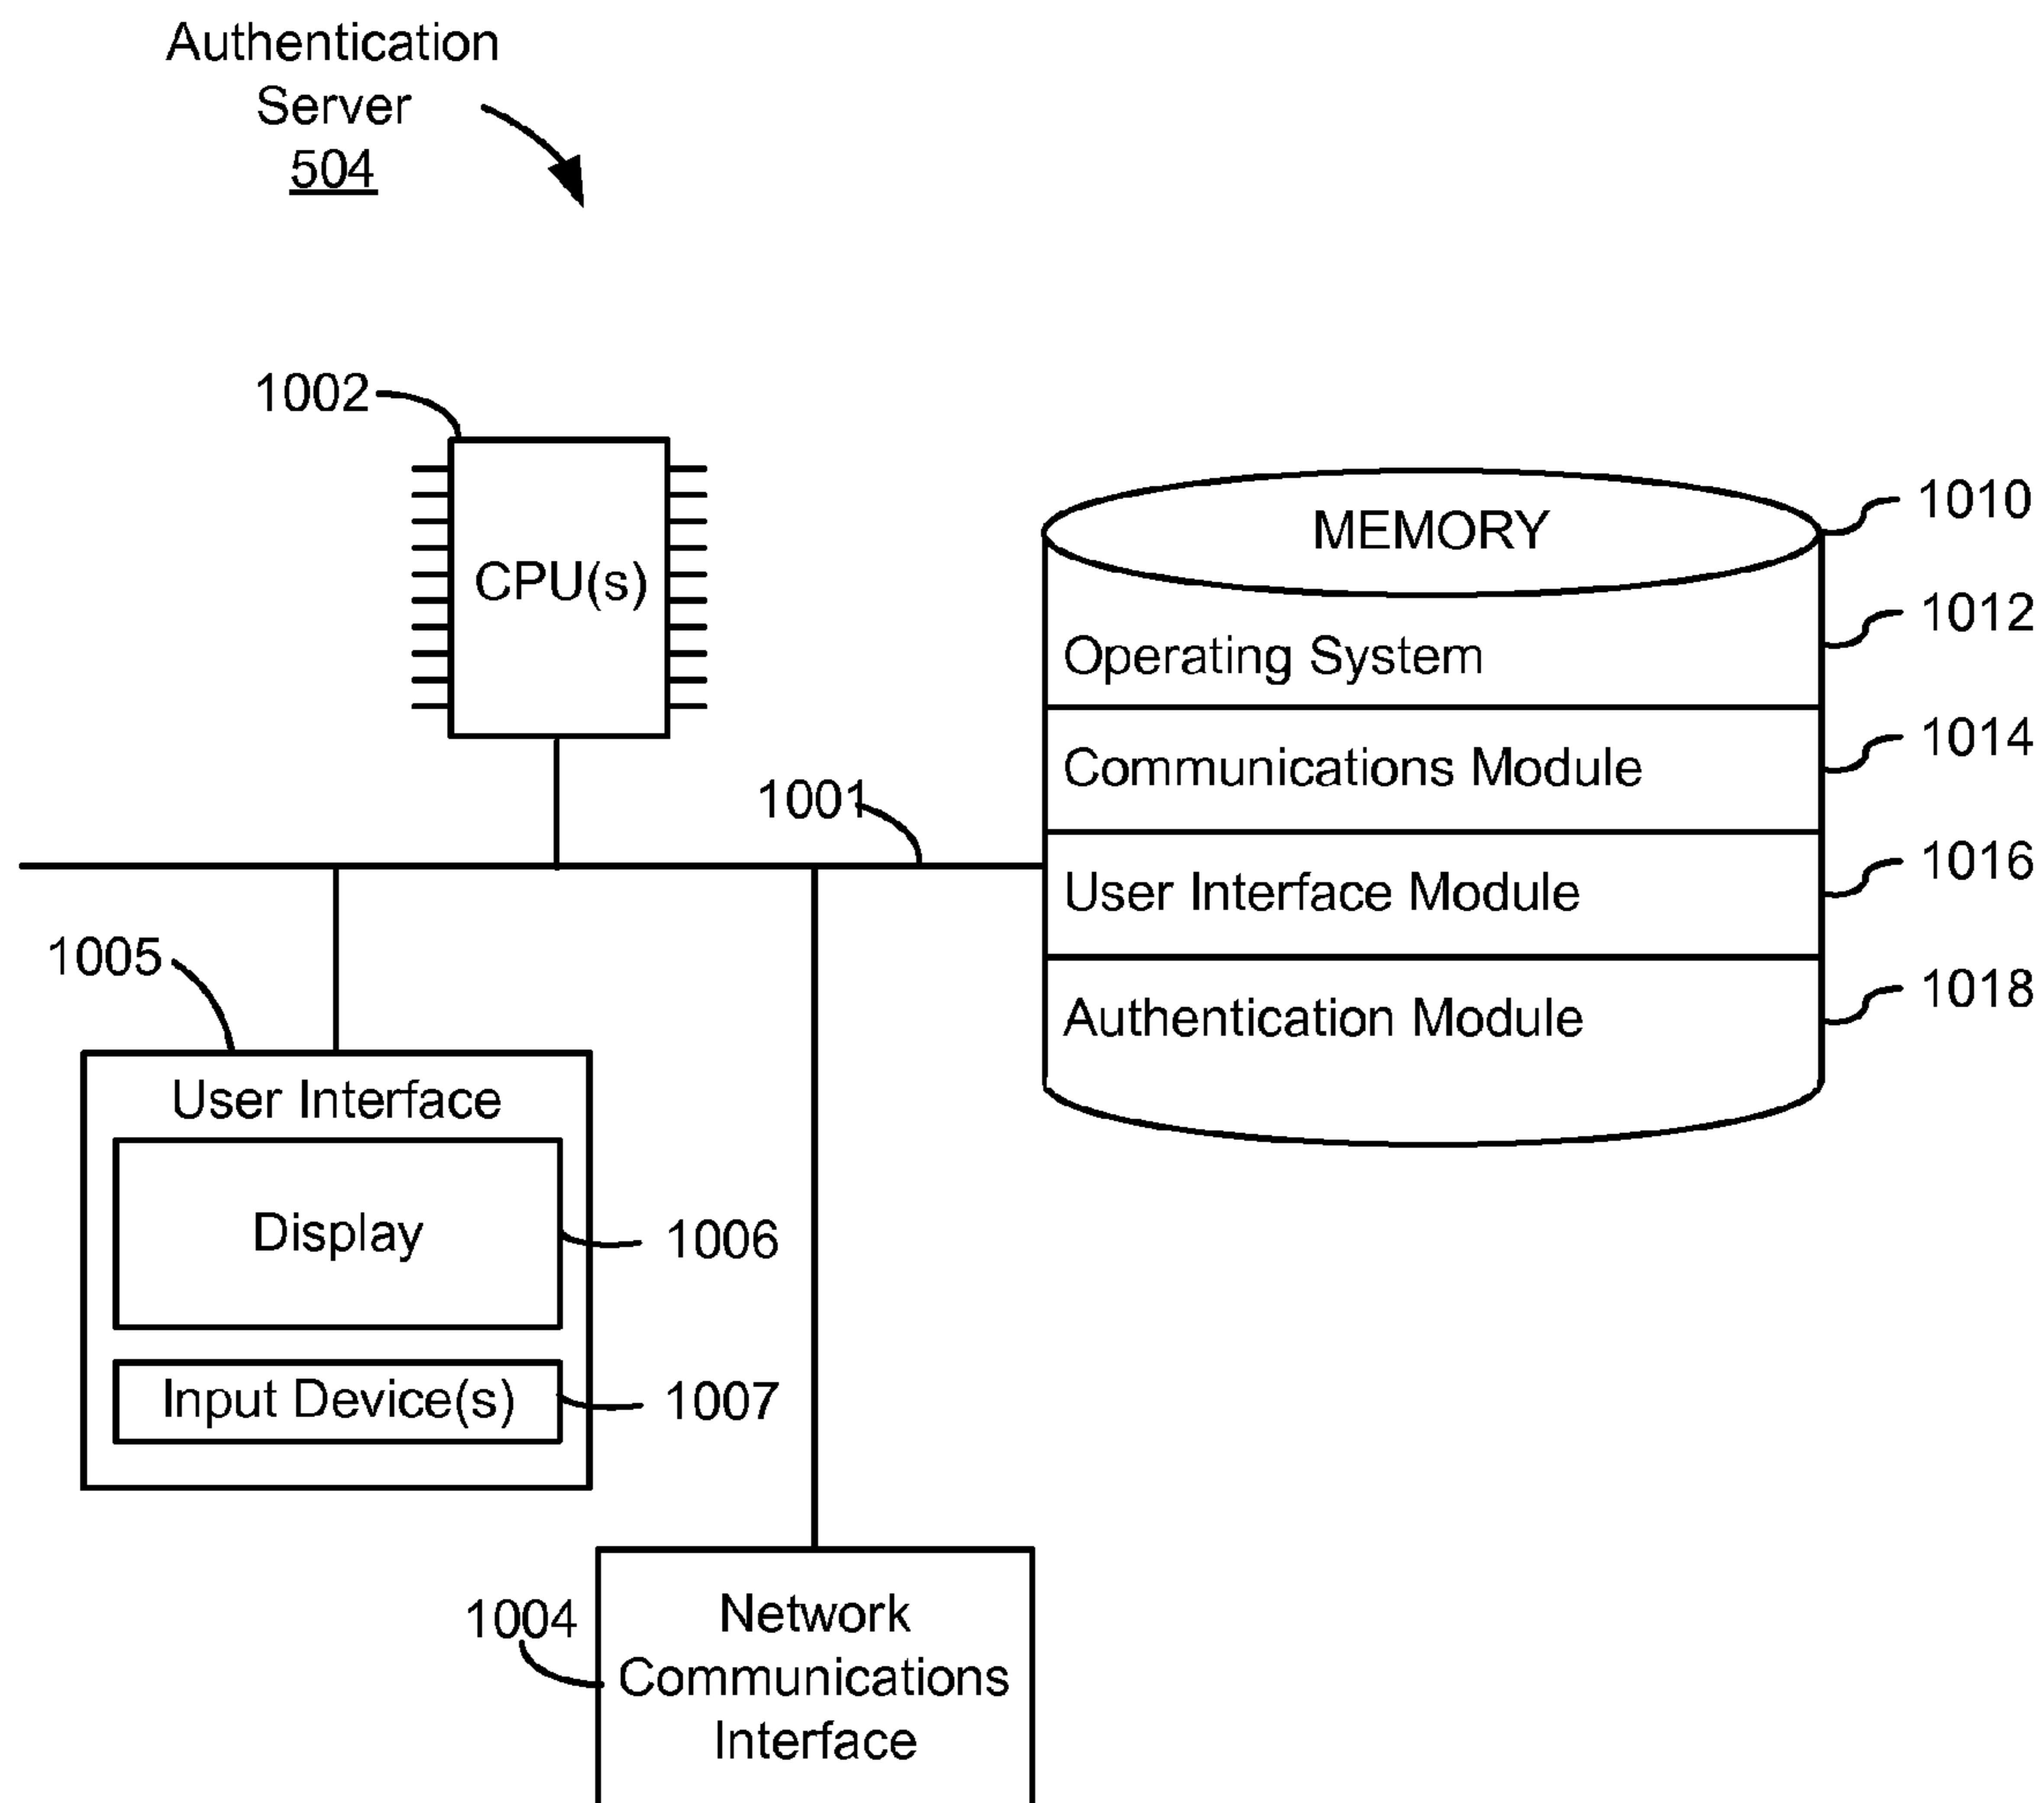 Authentication
Server
504
1002
CPU(s)
MEMORY
1010
Operating System
1012
Communications Module
1014
1001
User Interface Module
1016
Authentication Module
1018
1005
User Interface
Display
1006
Input Device(s)
1007
1004
Network
Communications
Interface